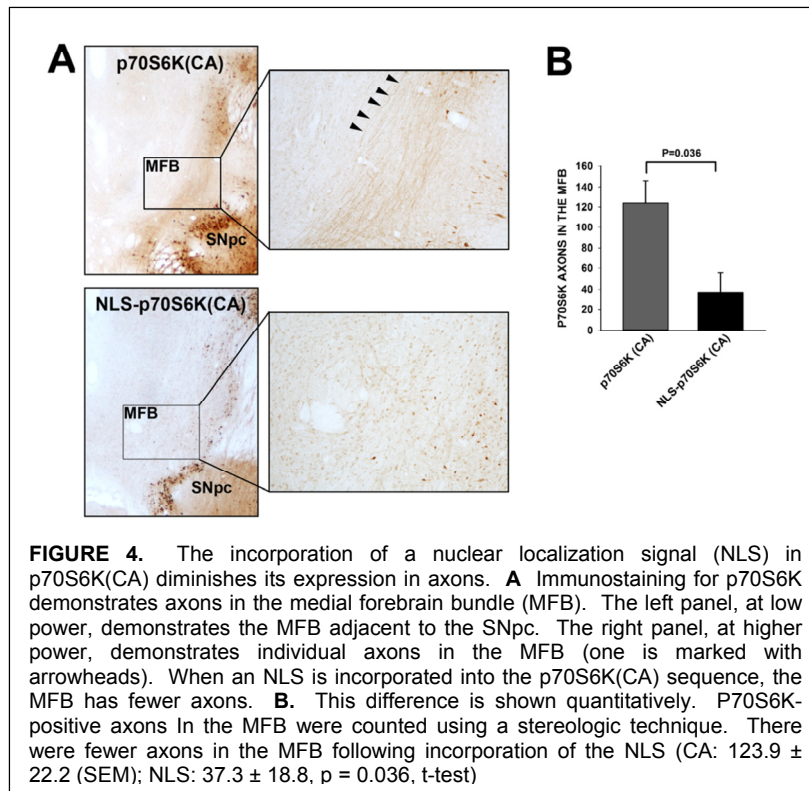 A
p70S6K(CA)
MFB
SNpc
NLS-p70S6K(CA)
MFB
SNpc
B
P=0.036
P70S6K AXONS IN THE MFB
160
140
120
100
80
60
40
20
0
p70S6K (CA)
NLS-p70S6K (CA)
FIGURE 4. The incorporation of a nuclear localization signal (NLS) in
p70S6K(CA) diminishes its expression in axons. A Immunostaining for p70S6K
demonstrates axons in the medial forebrain bundle (MFB). The left panel, at low
power, demonstrates the MFB adjacent to the SNpc. The right panel, at higher
power, demonstrates individual axons in the MFB (one is marked with
arrowheads). When an NLS is incorporated into the p70S6K(CA) sequence, the
MFB has fewer axons. B. This difference is shown quantitatively. P70S6K-
positive axons In the MFB were counted using a stereologic technique. There
were fewer axons in the MFB following incorporation of the NLS (CA: 123.9 ±
22.2 (SEM); NLS: 37.3 ± 18.8, p = 0.036, t-test)